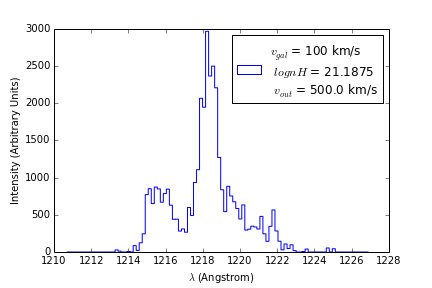 3000
2500
2000
1500
1000
500
0
Intensity (Arbitrary Units)
v_gal = 100 km/s
lognH = 21.1875
v_out = 500.0 km/s
1210 1212 1214 1216 1218 1220 1222 1224 1226 1228
λ (Angstrom)